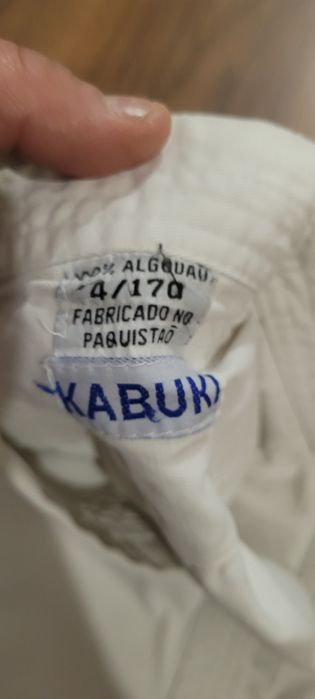 100% ALGODÃO
4/170
FABRICADO NO
PAQUISTÃO
KABUKI